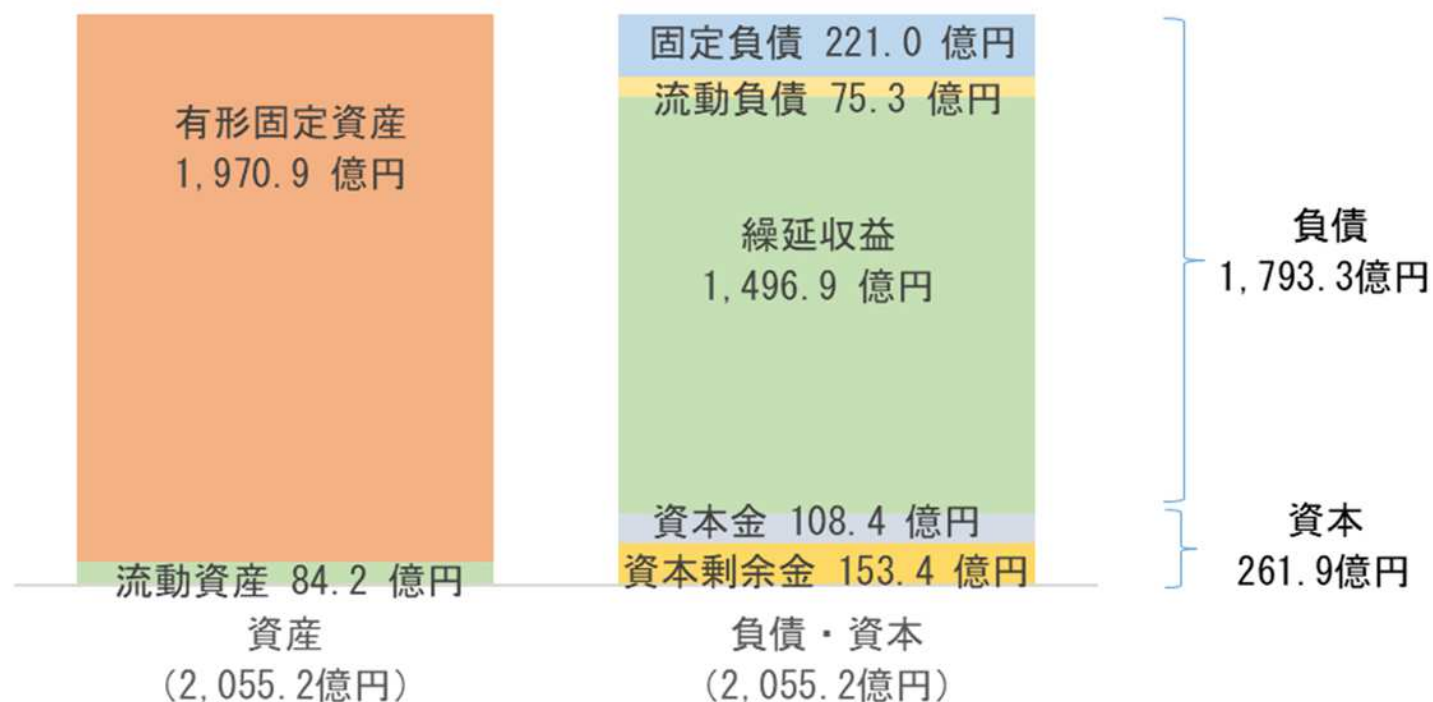 有形固定資産
1,970.9 億円
流動資産 84.2 億円
資産
(2,055.2億円)
固定負債 221.0 億円
流動負債 75.3 億円
繰延収益
1,496.9 億円
資本金 108.4 億円
資本剰余金 153.4 億円
負債・資本
(2,055.2億円)
負債
1,793.3億円
資本
261.9億円